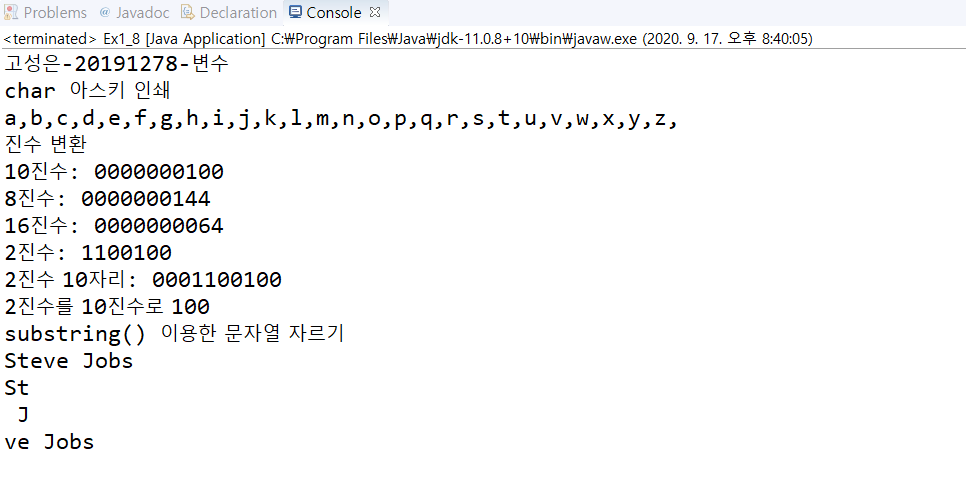 Problems @ Javadoc Declaration Console
<terminated> Ex1_8 [Java Application] C:₩Program Files₩Java₩jdk-11.0.8+10₩bin₩javaw.exe (2020. 9. 17. 오후 8:40:05)
고성은-20191278-변수
char 아스키 인쇄
a,b,c,d,e,f,g,h,i,j,k,l,m,n,o,p,q,r,s,t,u,v,w,x,y,z,
진수 변환
10진수: 0000000100
8진수: 0000000144
16진수: 0000000064
2진수: 1100100
2진수 10자리: 0001100100
2진수를 10진수로 100
substring() 이용한 문자열 자르기
Steve Jobs
St
 J
ve Jobs